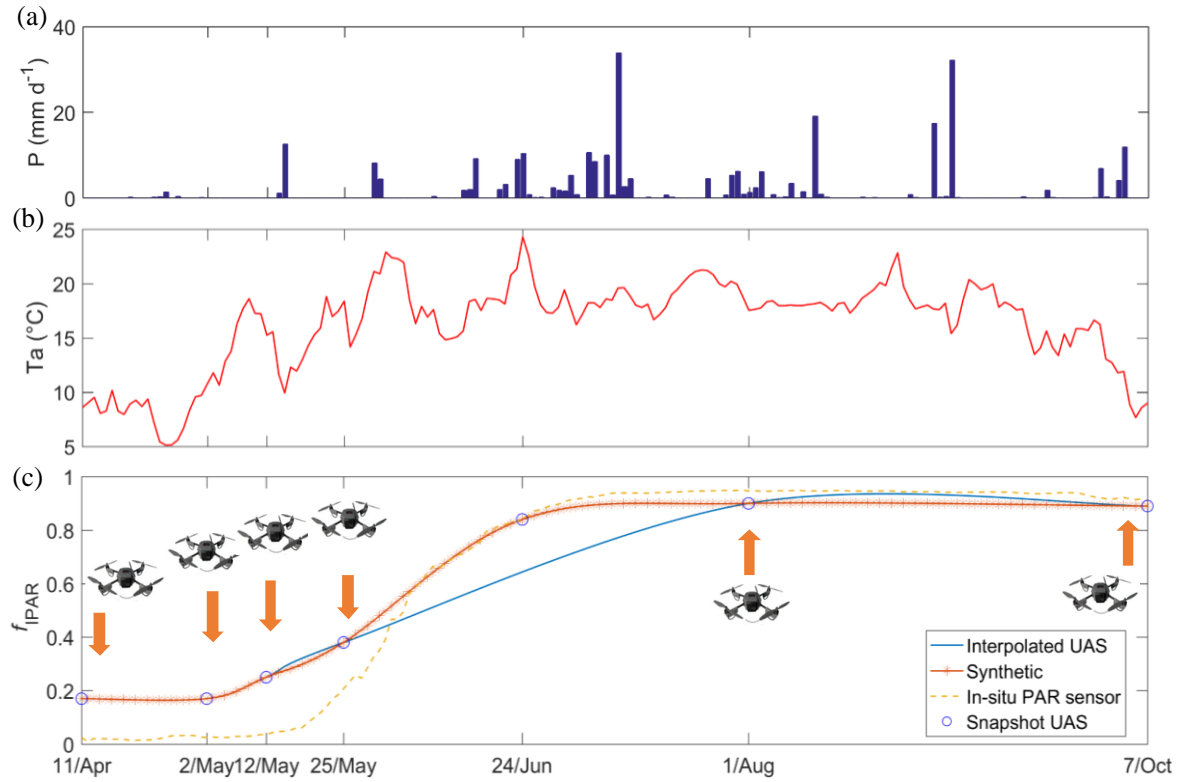 (a)
40
20
0
P (mm d⁻¹)
(b)
25
20
15
10
5
Ta (°C)
(c)
1
0.8
0.6
0.4
0.2
0
fIPAR
Interpolated UAS
Synthetic
In-situ PAR sensor
Snapshot UAS
11/Apr 2/May 12/May 25/May 24/Jun 1/Aug 7/Oct